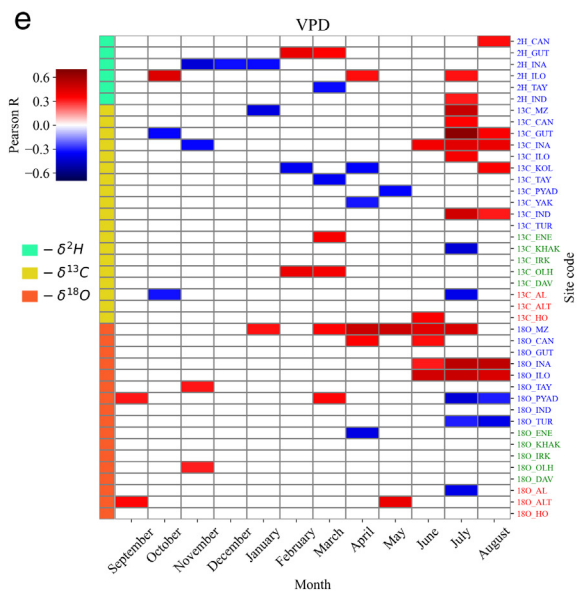 e
VPD
0.6
0.3
0.0
−0.3
−0.6
Pearson R
− δ²H
− δ¹³C
− δ¹⁸O
2H_CAN
2H_GUT
2H_INA
2H_ILO
2H_TAY
2H_IND
13C_MZ
13C_CAN
13C_GUT
13C_INA
13C_ILO
13C_KOL
13C_TAY
13C_PYAD
13C_YAK
13C_IND
13C_TUR
13C_ENE
13C_KHAK
13C_IRK
13C_OLH
13C_DAV
13C_AL
13C_ALT
13C_HO
18O_MZ
18O_CAN
18O_GUT
18O_INA
18O_ILO
18O_TAY
18O_PYAD
18O_IND
18O_TUR
18O_ENE
18O_KHAK
18O_IRK
18O_OLH
18O_DAV
18O_AL
18O_ALT
18O_HO
Site code
September
October
November
December
January
February
March
April
May
June
July
August
Month